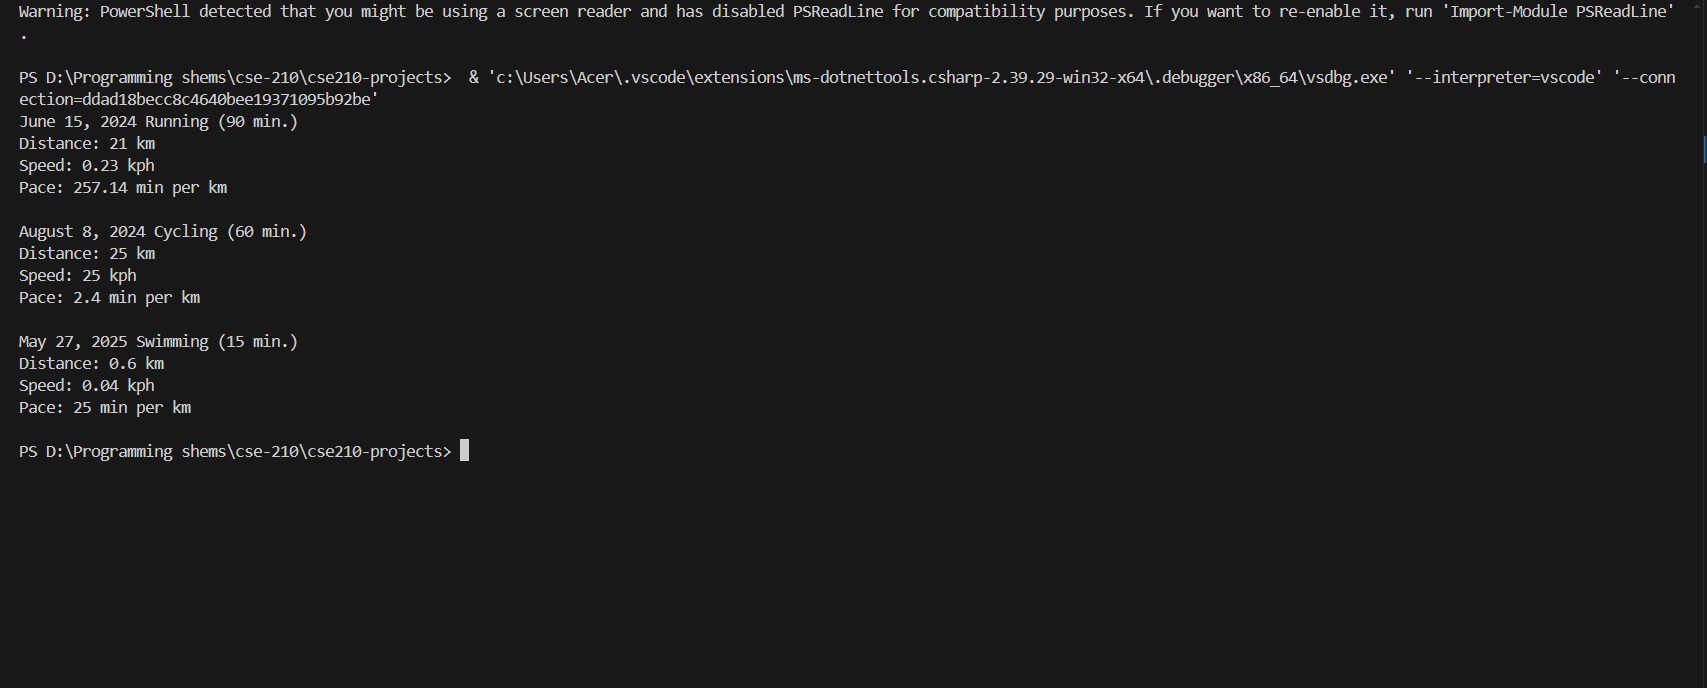 Warning: PowerShell detected that you might be using a screen reader and has disabled PSReadLine for compatibility purposes. If you want to re-enable it, run 'Import-Module PSReadLine'
.
PS D:\Programming shems\cse-210\cse210-projects>  & 'c:\Users\Acer\.vscode\extensions\ms-dotnettools.csharp-2.39.29-win32-x64\.debugger\x86_64\vsdbg.exe' '--interpreter=vscode' '--conn
ection=ddad18becc8c4640bee19371095b92be'
June 15, 2024 Running (90 min.)
Distance: 21 km
Speed: 0.23 kph
Pace: 257.14 min per km
August 8, 2024 Cycling (60 min.)
Distance: 25 km
Speed: 25 kph
Pace: 2.4 min per km
May 27, 2025 Swimming (15 min.)
Distance: 0.6 km
Speed: 0.04 kph
Pace: 25 min per km
PS D:\Programming shems\cse-210\cse210-projects>